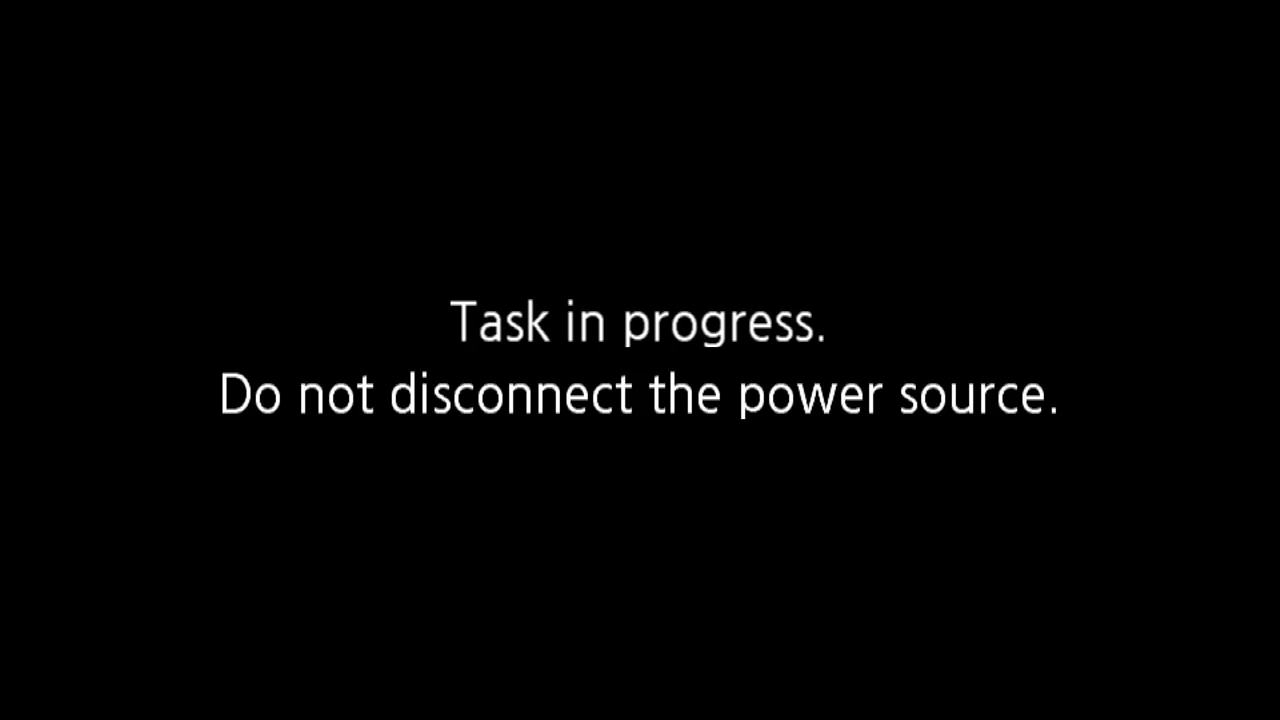 Task in progress.
Do not disconnect the power source.